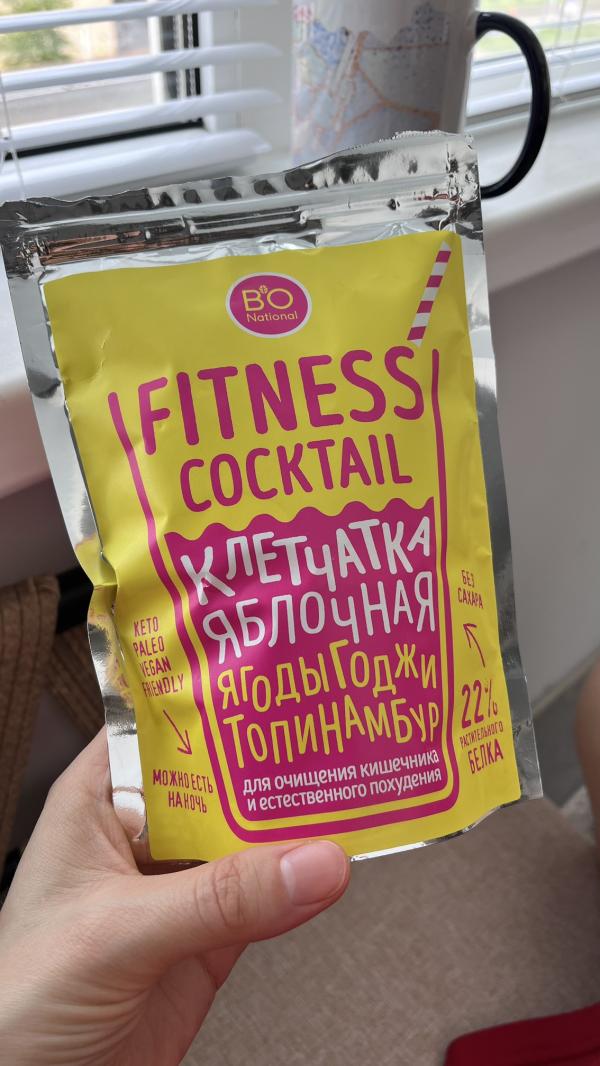 BIO
National
FITNESS
COCKTAIL
КЛЕТЧАТКА
ЯБЛОЧНАЯ
ЯГОДЫ ГОДЖИ
ТОПИНАМБУР
для очищения кишечника
и естественного похудения
KETO
PALEO
VEGAN
FRIENDLY
МОЖНО ЕСТЬ
НА НОЧЬ
БЕЗ
САХАРА
22%
РАСТИТЕЛЬНОГО
БЕЛКА